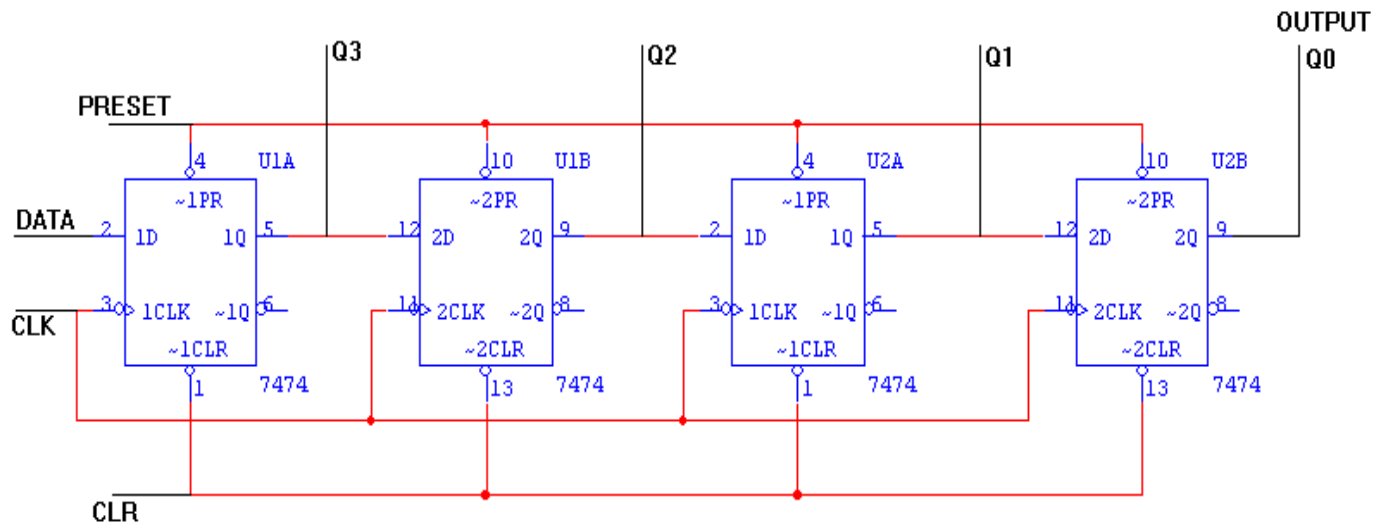 OUTPUT
Q3 Q2 Q1 Q0
PRESET
4 U1A 10 U1B 4 U2A 10 U2B
~1PR ~2PR ~1PR ~2PR
DATA 2 1D 1Q 5 12 2D 2Q 9 2 1D 1Q 5 12 2D 2Q 9
CLK 3 1CLK ~1Q 6 11 2CLK ~2Q 8 3 1CLK ~1Q 6 11 2CLK ~2Q 8
~1CLR ~2CLR ~1CLR ~2CLR
1 7474 13 7474 1 7474 13 7474
CLR